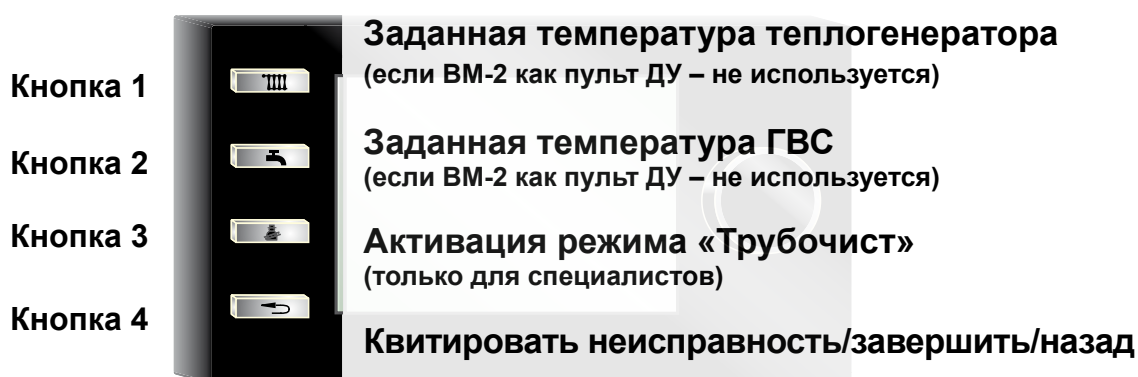 Заданная температура теплогенератора
Кнопка 1
(если ВМ-2 как пульт ДУ – не используется)
Заданная температура ГВС
Кнопка 2
(если ВМ-2 как пульт ДУ – не используется)
Кнопка 3
Активация режима «Трубочист»
(только для специалистов)
Кнопка 4
Квитировать неисправность/завершить/назад